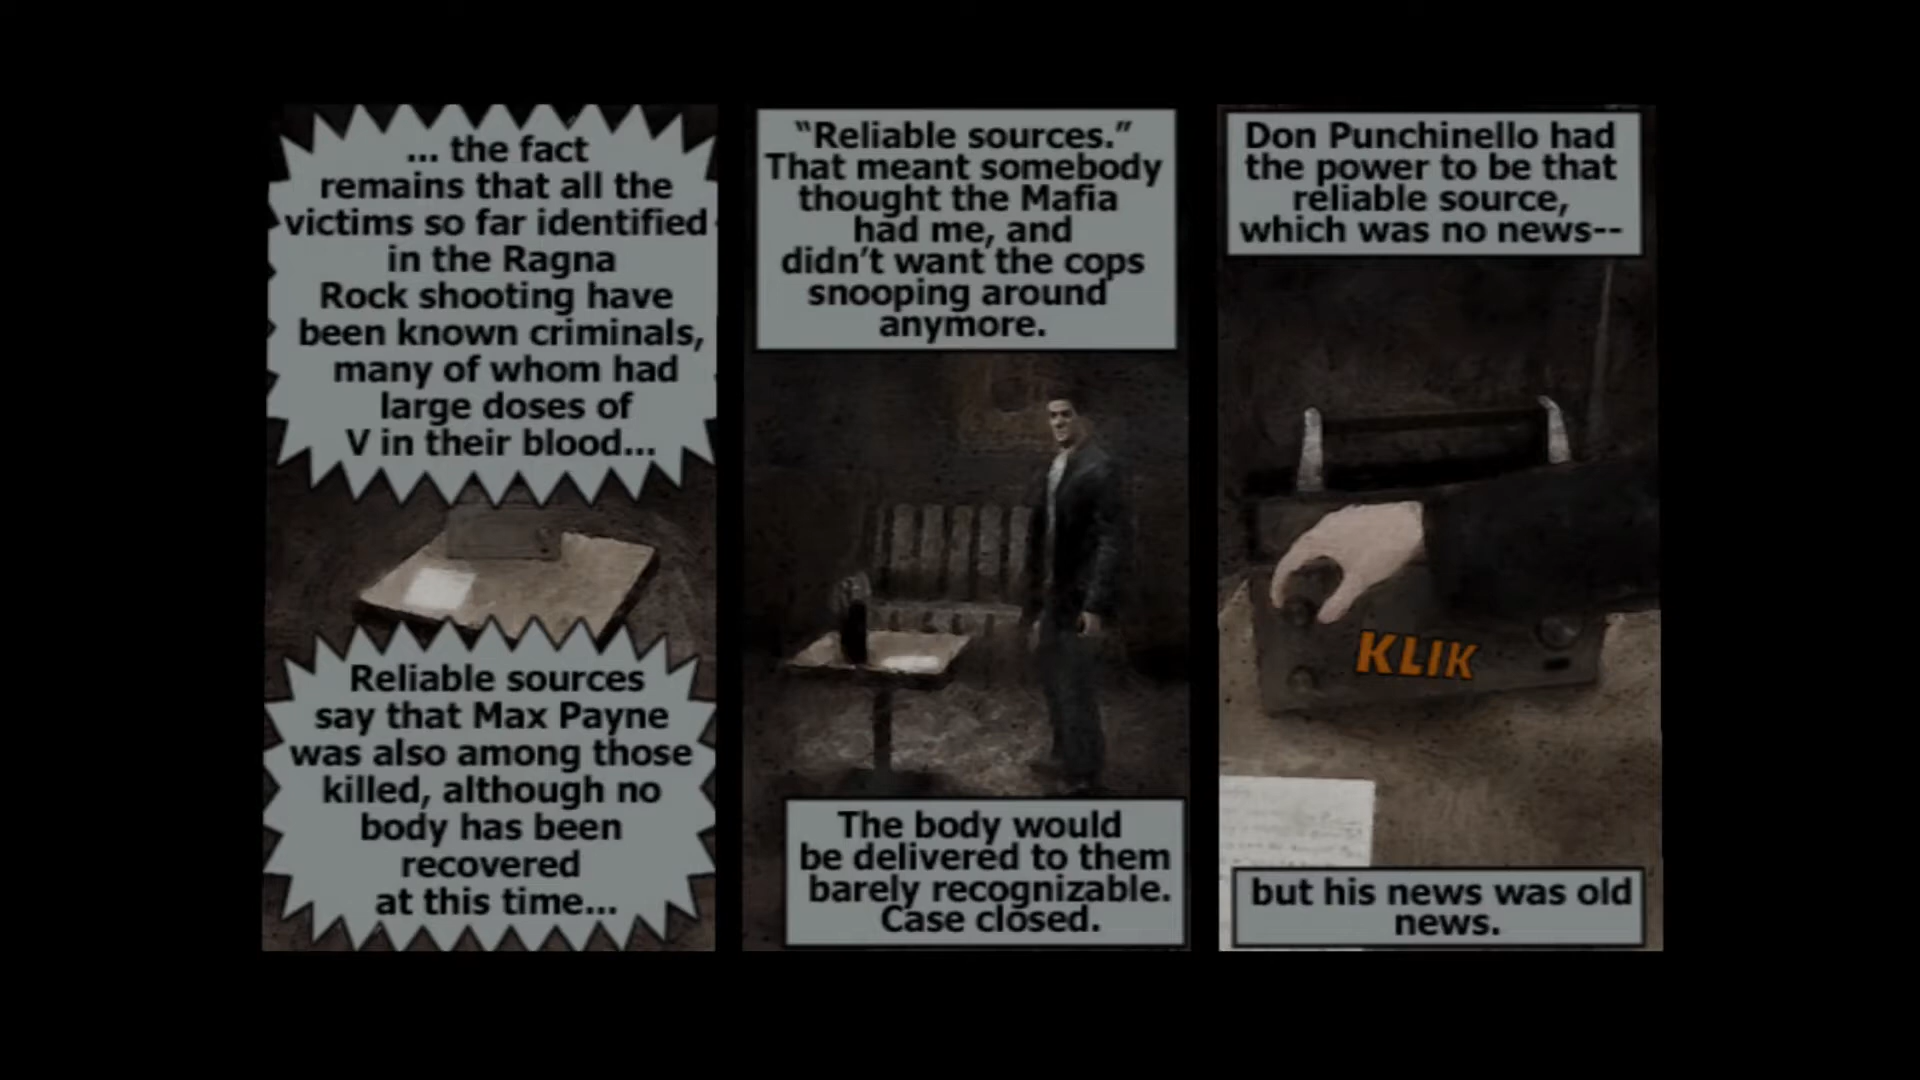 ... the fact
remains that all the
victims so far identified
in the Ragna
Rock shooting have
been known criminals,
many of whom had
large doses of
V in their blood...
Reliable sources
say that Max Payne
was also among those
killed, although no
body has been
recovered
at this time...
“Reliable sources.”
That meant somebody
thought the Mafia
had me, and
didn’t want the cops
snooping around
anymore.
The body would
be delivered to them
barely recognizable.
Case closed.
Don Punchinello had
the power to be that
reliable source,
which was no news--
KLIK
but his news was old
news.